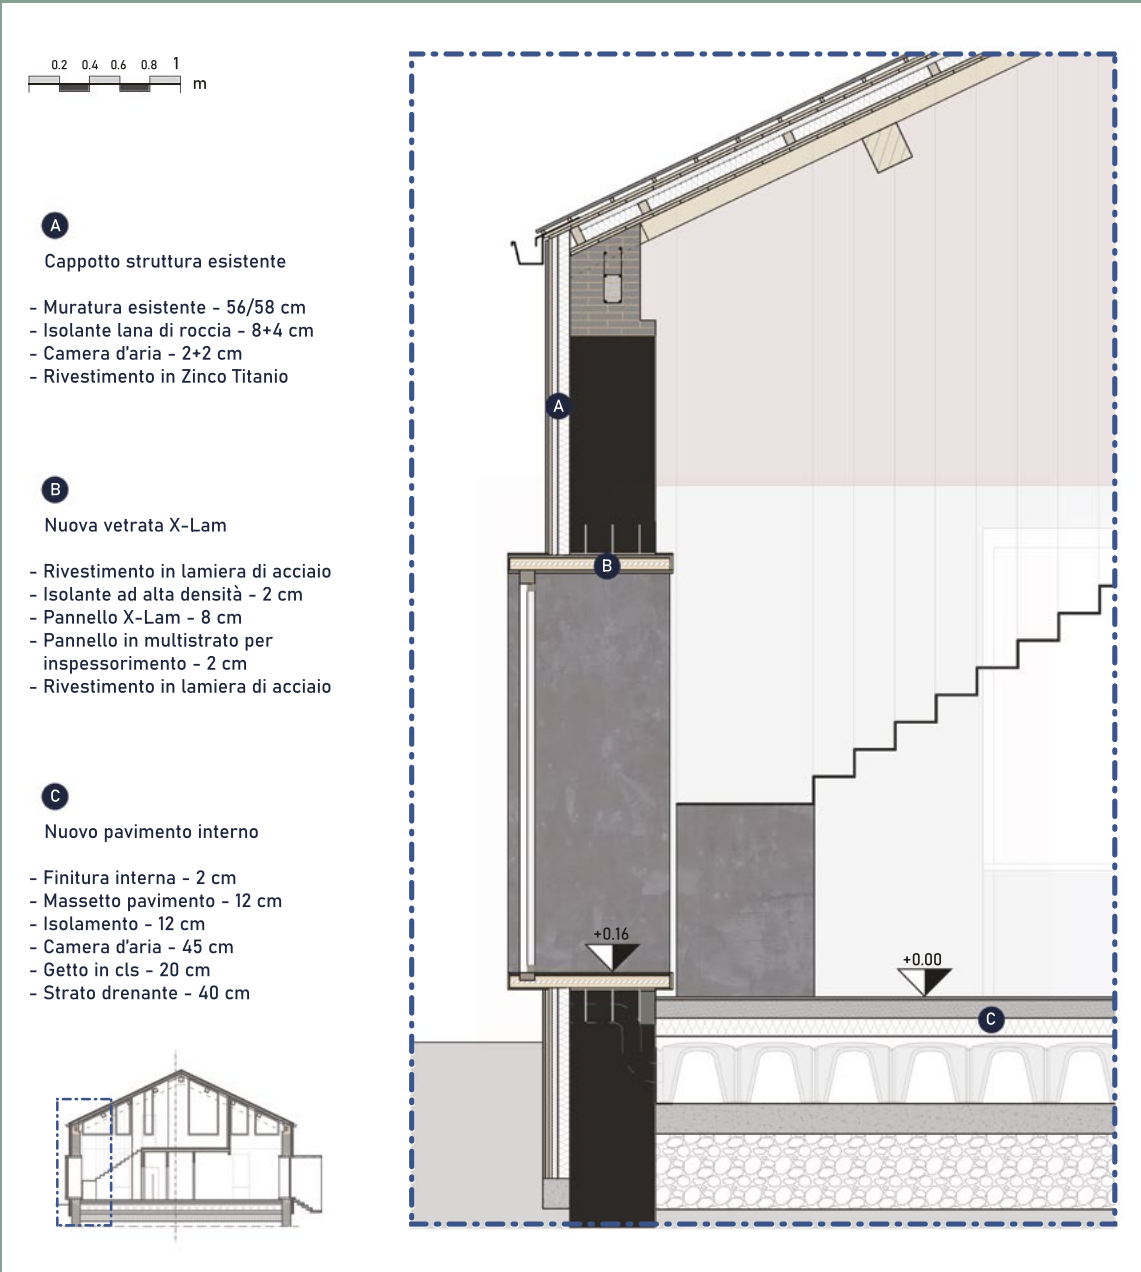 0.2 0.4 0.6 0.8 1
m
A
Cappotto struttura esistente
- Muratura esistente - 56/58 cm
- Isolante lana di roccia - 8+4 cm
- Camera d'aria - 2+2 cm
- Rivestimento in Zinco Titanio
B
Nuova vetrata X-Lam
- Rivestimento in lamiera di acciaio
- Isolante ad alta densità - 2 cm
- Pannello X-Lam - 8 cm
- Pannello in multistrato per
inspessorimento - 2 cm
- Rivestimento in lamiera di acciaio
C
Nuovo pavimento interno
- Finitura interna - 2 cm
- Massetto pavimento - 12 cm
- Isolamento - 12 cm
- Camera d'aria - 45 cm
- Getto in cls - 20 cm
- Strato drenante - 40 cm
A
B
+0.16
+0.00
C